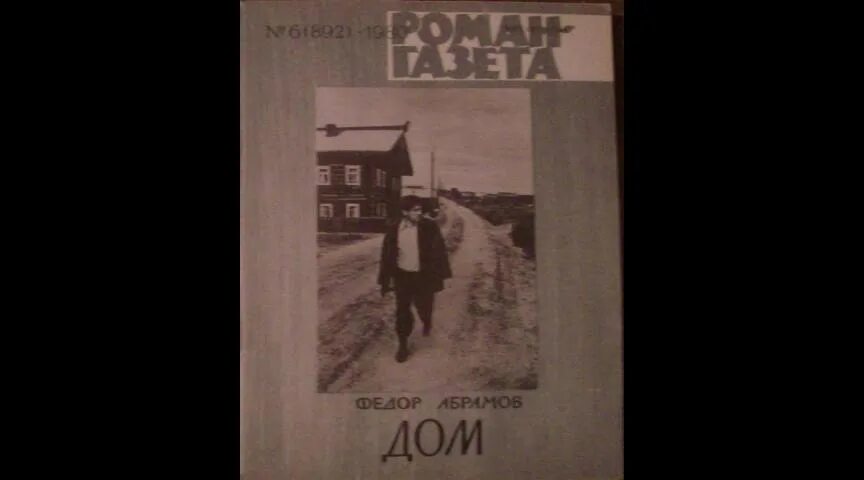 №6(892)·1980
РОМАН-
ГАЗЕТА
ФЕДОР АБРАМОВ
ДОМ